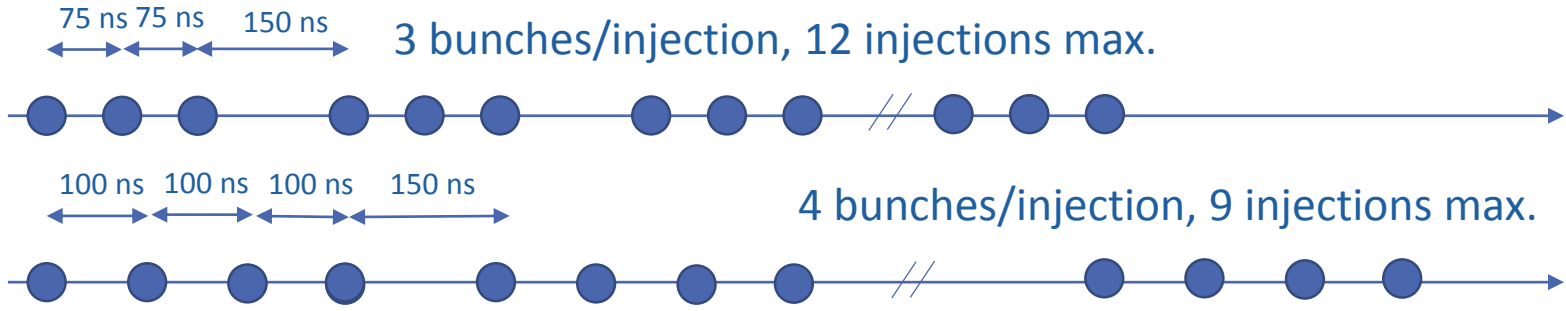 75 ns 75 ns 150 ns
3 bunches/injection, 12 injections max.
100 ns 100 ns 100 ns 150 ns
4 bunches/injection, 9 injections max.